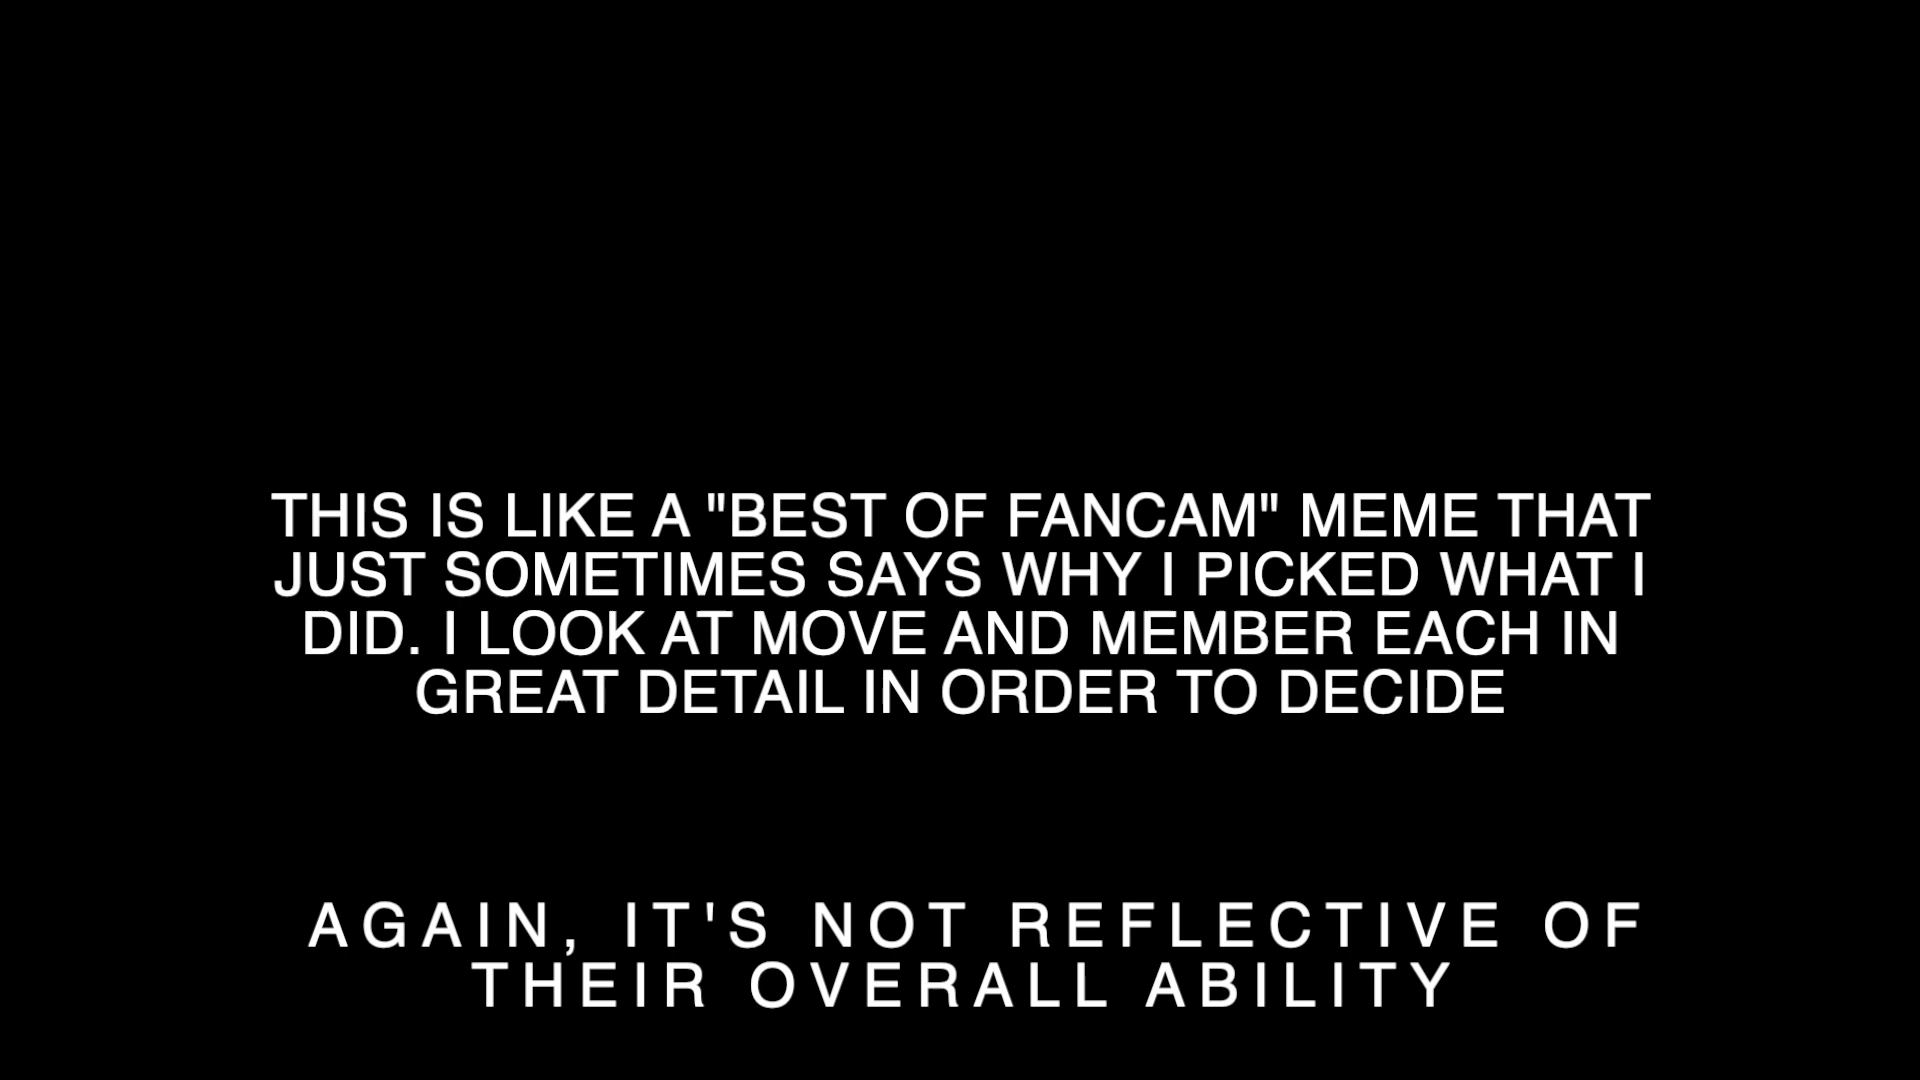 THIS IS LIKE A "BEST OF FANCAM" MEME THAT
JUST SOMETIMES SAYS WHY I PICKED WHAT I
DID. I LOOK AT MOVE AND MEMBER EACH IN
GREAT DETAIL IN ORDER TO DECIDE
AGAIN, IT'S NOT REFLECTIVE OF
THEIR OVERALL ABILITY